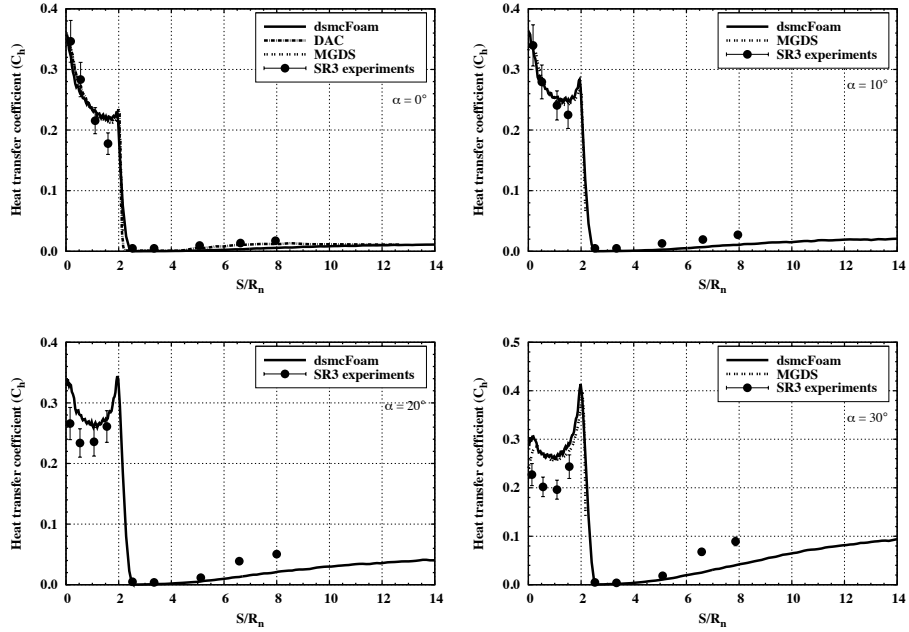 dsmcFoam
DAC
MGDS
SR3 experiments
α = 0°
Heat transfer coefficient (C_h)
0.4
0.3
0.2
0.1
0.0
0 2 4 6 8 10 12 14
S/R_n
dsmcFoam
MGDS
SR3 experiments
α = 10°
Heat transfer coefficient (C_h)
0.4
0.3
0.2
0.1
0.0
0 2 4 6 8 10 12 14
S/R_n
dsmcFoam
SR3 experiments
α = 20°
Heat transfer coefficient (C_h)
0.4
0.3
0.2
0.1
0.0
0 2 4 6 8 10 12 14
S/R_n
dsmcFoam
MGDS
SR3 experiments
α = 30°
Heat transfer coefficient (C_h)
0.5
0.4
0.3
0.2
0.1
0.0
0 2 4 6 8 10 12 14
S/R_n